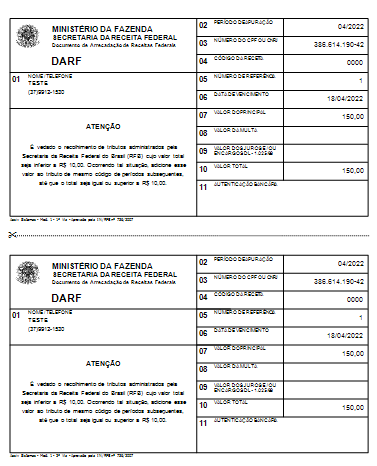 MINISTÉRIO DA FAZENDA
SECRETARIA DA RECEITA FEDERAL
Documento de Arrecadação de Receitas Federais
DARF
01 NOME/TELEFONE
TESTE
ATENÇÃO
É vedado o recolhimento de tributos administrados pela
Secretaria da Receita Federal do Brasil (RFB) cujo valor total
seja inferior a R$ 10,00. Ocorrendo tal situação, adicione esse
valor ao tributo de mesmo código de períodos subsequentes,
até que o total seja igual ou superior a R$ 10,00.
02 PERÍODO DE APURAÇÃO 04/2022
03 NÚMERO DO CPF OU CNPJ 386.614.190-42
04 CÓDIGO DA RECEITA 0000
05 NÚMERO DE REFERÊNCIA 1
06 DATA DE VENCIMENTO 18/04/2022
07 VALOR DO PRINCIPAL 150,00
08 VALOR DA MULTA
09 VALOR DOS JUROS E/OU
ENCARGOS DL - 1.025/69
10 VALOR TOTAL 150,00
11 AUTENTICAÇÃO BANCÁRIA
MINISTÉRIO DA FAZENDA
SECRETARIA DA RECEITA FEDERAL
Documento de Arrecadação de Receitas Federais
DARF
01 NOME/TELEFONE
TESTE
ATENÇÃO
É vedado o recolhimento de tributos administrados pela
Secretaria da Receita Federal do Brasil (RFB) cujo valor total
seja inferior a R$ 10,00. Ocorrendo tal situação, adicione esse
valor ao tributo de mesmo código de períodos subsequentes,
até que o total seja igual ou superior a R$ 10,00.
02 PERÍODO DE APURAÇÃO 04/2022
03 NÚMERO DO CPF OU CNPJ 386.614.190-42
04 CÓDIGO DA RECEITA 0000
05 NÚMERO DE REFERÊNCIA 1
06 DATA DE VENCIMENTO 18/04/2022
07 VALOR DO PRINCIPAL 150,00
08 VALOR DA MULTA
09 VALOR DOS JUROS E/OU
ENCARGOS DL - 1.025/69
10 VALOR TOTAL 150,00
11 AUTENTICAÇÃO BANCÁRIA